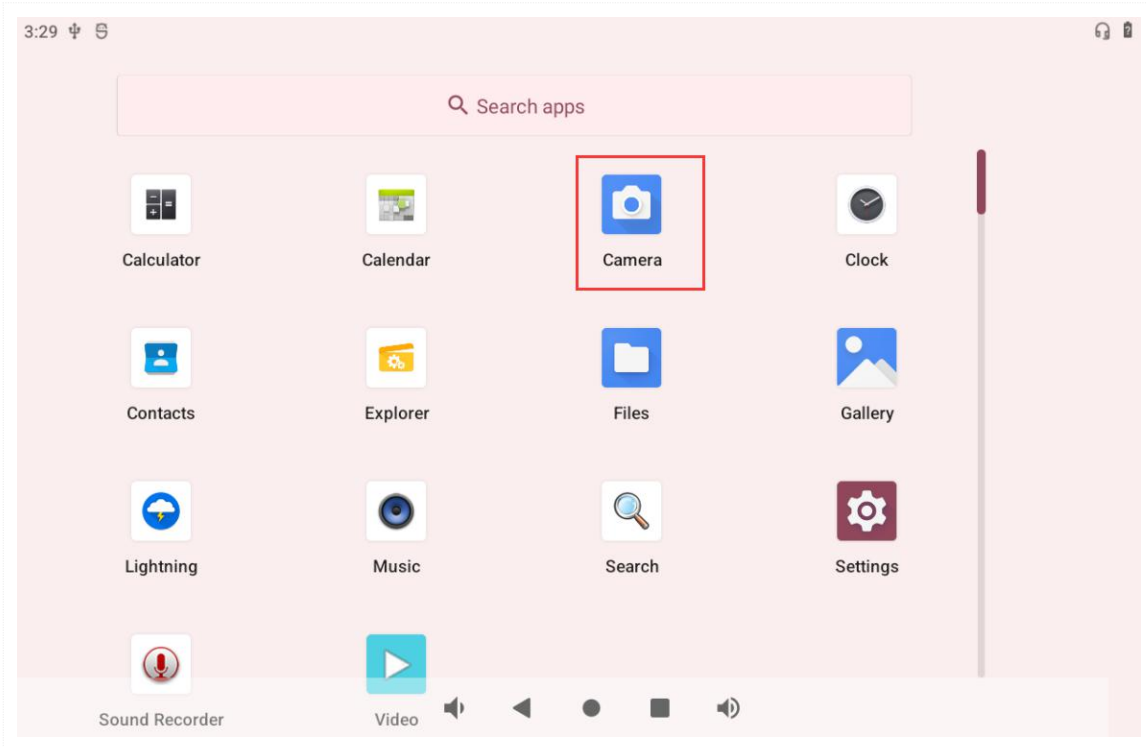 3:29
Search apps
Calculator
Calendar
Camera
Clock
Contacts
Explorer
Files
Gallery
Lightning
Music
Search
Settings
Sound Recorder
Video